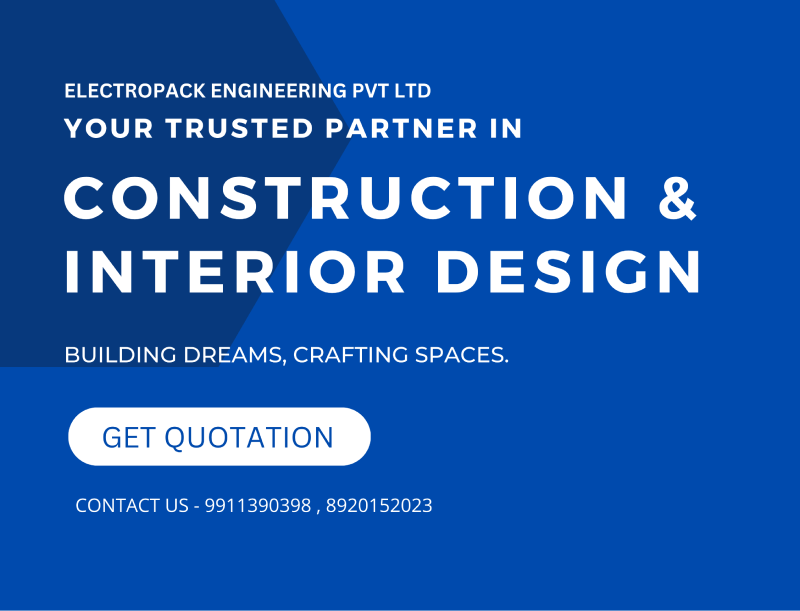 ELECTROPACK ENGINEERING PVT LTD
YOUR TRUSTED PARTNER IN
CONSTRUCTION &
INTERIOR DESIGN
BUILDING DREAMS, CRAFTING SPACES.
GET QUOTATION
CONTACT US - 9911390398 , 8920152023